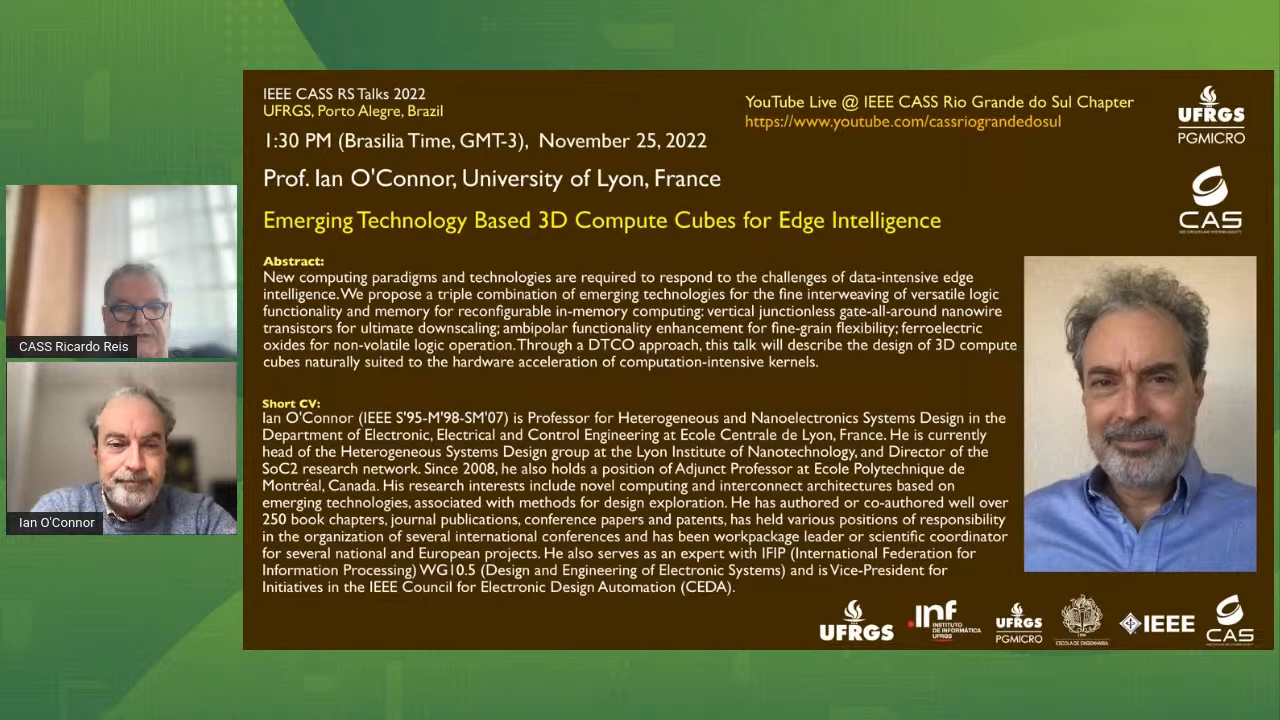 IEEE CASS RS Talks 2022
UFRGS, Porto Alegre, Brazil
1:30 PM (Brasilia Time, GMT-3), November 25, 2022
Prof. Ian O'Connor, University of Lyon, France
Emerging Technology Based 3D Compute Cubes for Edge Intelligence
YouTube Live @ IEEE CASS Rio Grande do Sul Chapter
https://www.youtube.com/cassriograndedosul
UFRGS
PGMICRO
CAS
Abstract:
New computing paradigms and technologies are required to respond to the challenges of data-intensive edge
intelligence. We propose a triple combination of emerging technologies for the fine interweaving of versatile logic
functionality and memory for reconfigurable in-memory computing: vertical junctionless gate-all-around nanowire
transistors for ultimate downscaling; ambipolar functionality enhancement for fine-grain flexibility; ferroelectric
oxides for non-volatile logic operation. Through a DTCO approach, this talk will describe the design of 3D compute
cubes naturally suited to the hardware acceleration of computation-intensive kernels.
Short CV:
Ian O'Connor (IEEE S'95-M'98-SM'07) is Professor for Heterogeneous and Nanoelectronics Systems Design in the
Department of Electronic, Electrical and Control Engineering at Ecole Centrale de Lyon, France. He is currently
head of the Heterogeneous Systems Design group at the Lyon Institute of Nanotechnology, and Director of the
SoC2 research network. Since 2008, he also holds a position of Adjunct Professor at Ecole Polytechnique de
Montréal, Canada. His research interests include novel computing and interconnect architectures based on
emerging technologies, associated with methods for design exploration. He has authored or co-authored well over
250 book chapters, journal publications, conference papers and patents, has held various positions of responsibility
in the organization of several international conferences and has been workpackage leader or scientific coordinator
for several national and European projects. He also serves as an expert with IFIP (International Federation for
Information Processing) WG10.5 (Design and Engineering of Electronic Systems) and is Vice-President for
Initiatives in the IEEE Council for Electronic Design Automation (CEDA).
CASS Ricardo Reis
Ian O'Connor
UFRGS
inf
INSTITUTO
DE INFORMÁTICA
UFRGS
UFRGS
PGMICRO
ESCOLA DE ENGENHARIA
IEEE
CAS